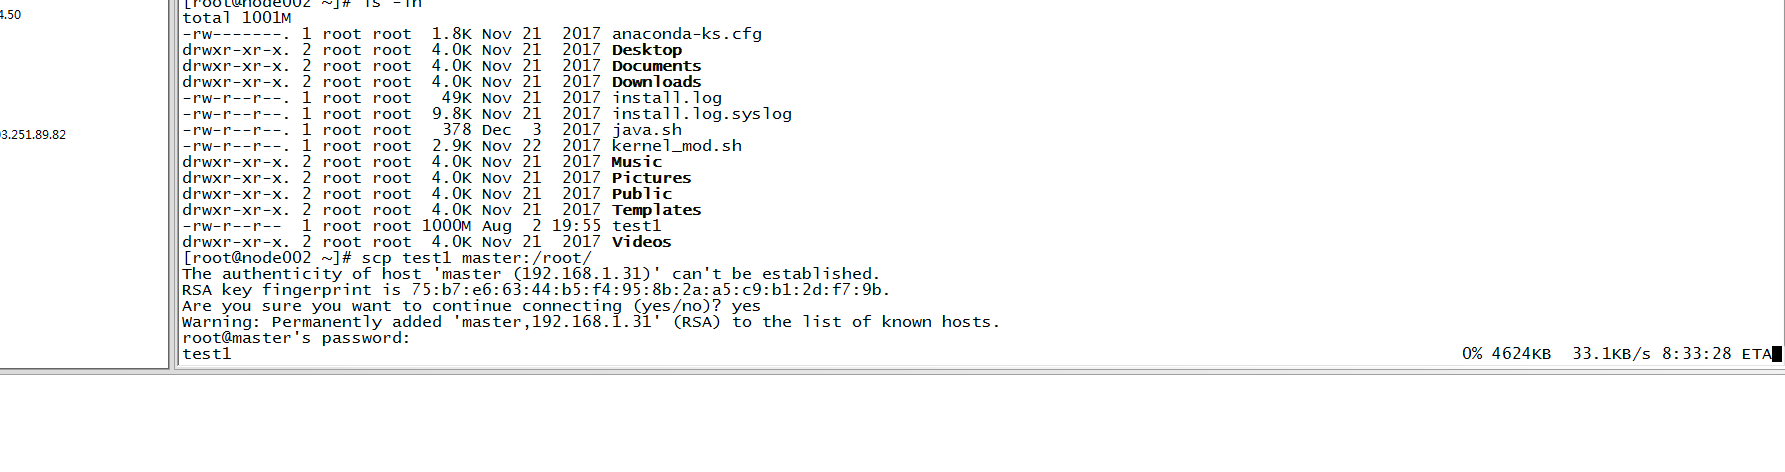 4.50
[root@node002 ~]# ls -lh
total 1001M
-rw-------. 1 root root  1.8K Nov 21  2017 anaconda-ks.cfg
drwxr-xr-x. 2 root root  4.0K Nov 21  2017 Desktop
drwxr-xr-x. 2 root root  4.0K Nov 21  2017 Documents
drwxr-xr-x. 2 root root  4.0K Nov 21  2017 Downloads
-rw-r--r--. 1 root root   49K Nov 21  2017 install.log
-rw-r--r--. 1 root root  9.8K Nov 21  2017 install.log.syslog
-rw-r--r--. 1 root root   378 Dec  3  2017 java.sh
3.251.89.82
-rw-r--r--. 1 root root  2.9K Nov 22  2017 kernel_mod.sh
drwxr-xr-x. 2 root root  4.0K Nov 21  2017 Music
drwxr-xr-x. 2 root root  4.0K Nov 21  2017 Pictures
drwxr-xr-x. 2 root root  4.0K Nov 21  2017 Public
drwxr-xr-x. 2 root root  4.0K Nov 21  2017 Templates
-rw-r--r--  1 root root 1000M Aug  2 19:55 test1
drwxr-xr-x. 2 root root  4.0K Nov 21  2017 Videos
[root@node002 ~]# scp test1 master:/root/
The authenticity of host 'master (192.168.1.31)' can't be established.
RSA key fingerprint is 75:b7:e6:63:44:b5:f4:95:8b:2a:a5:c9:b1:2d:f7:9b.
Are you sure you want to continue connecting (yes/no)? yes
Warning: Permanently added 'master,192.168.1.31' (RSA) to the list of known hosts.
root@master's password:
test1 0% 4624KB  33.1KB/s 8:33:28 ETA